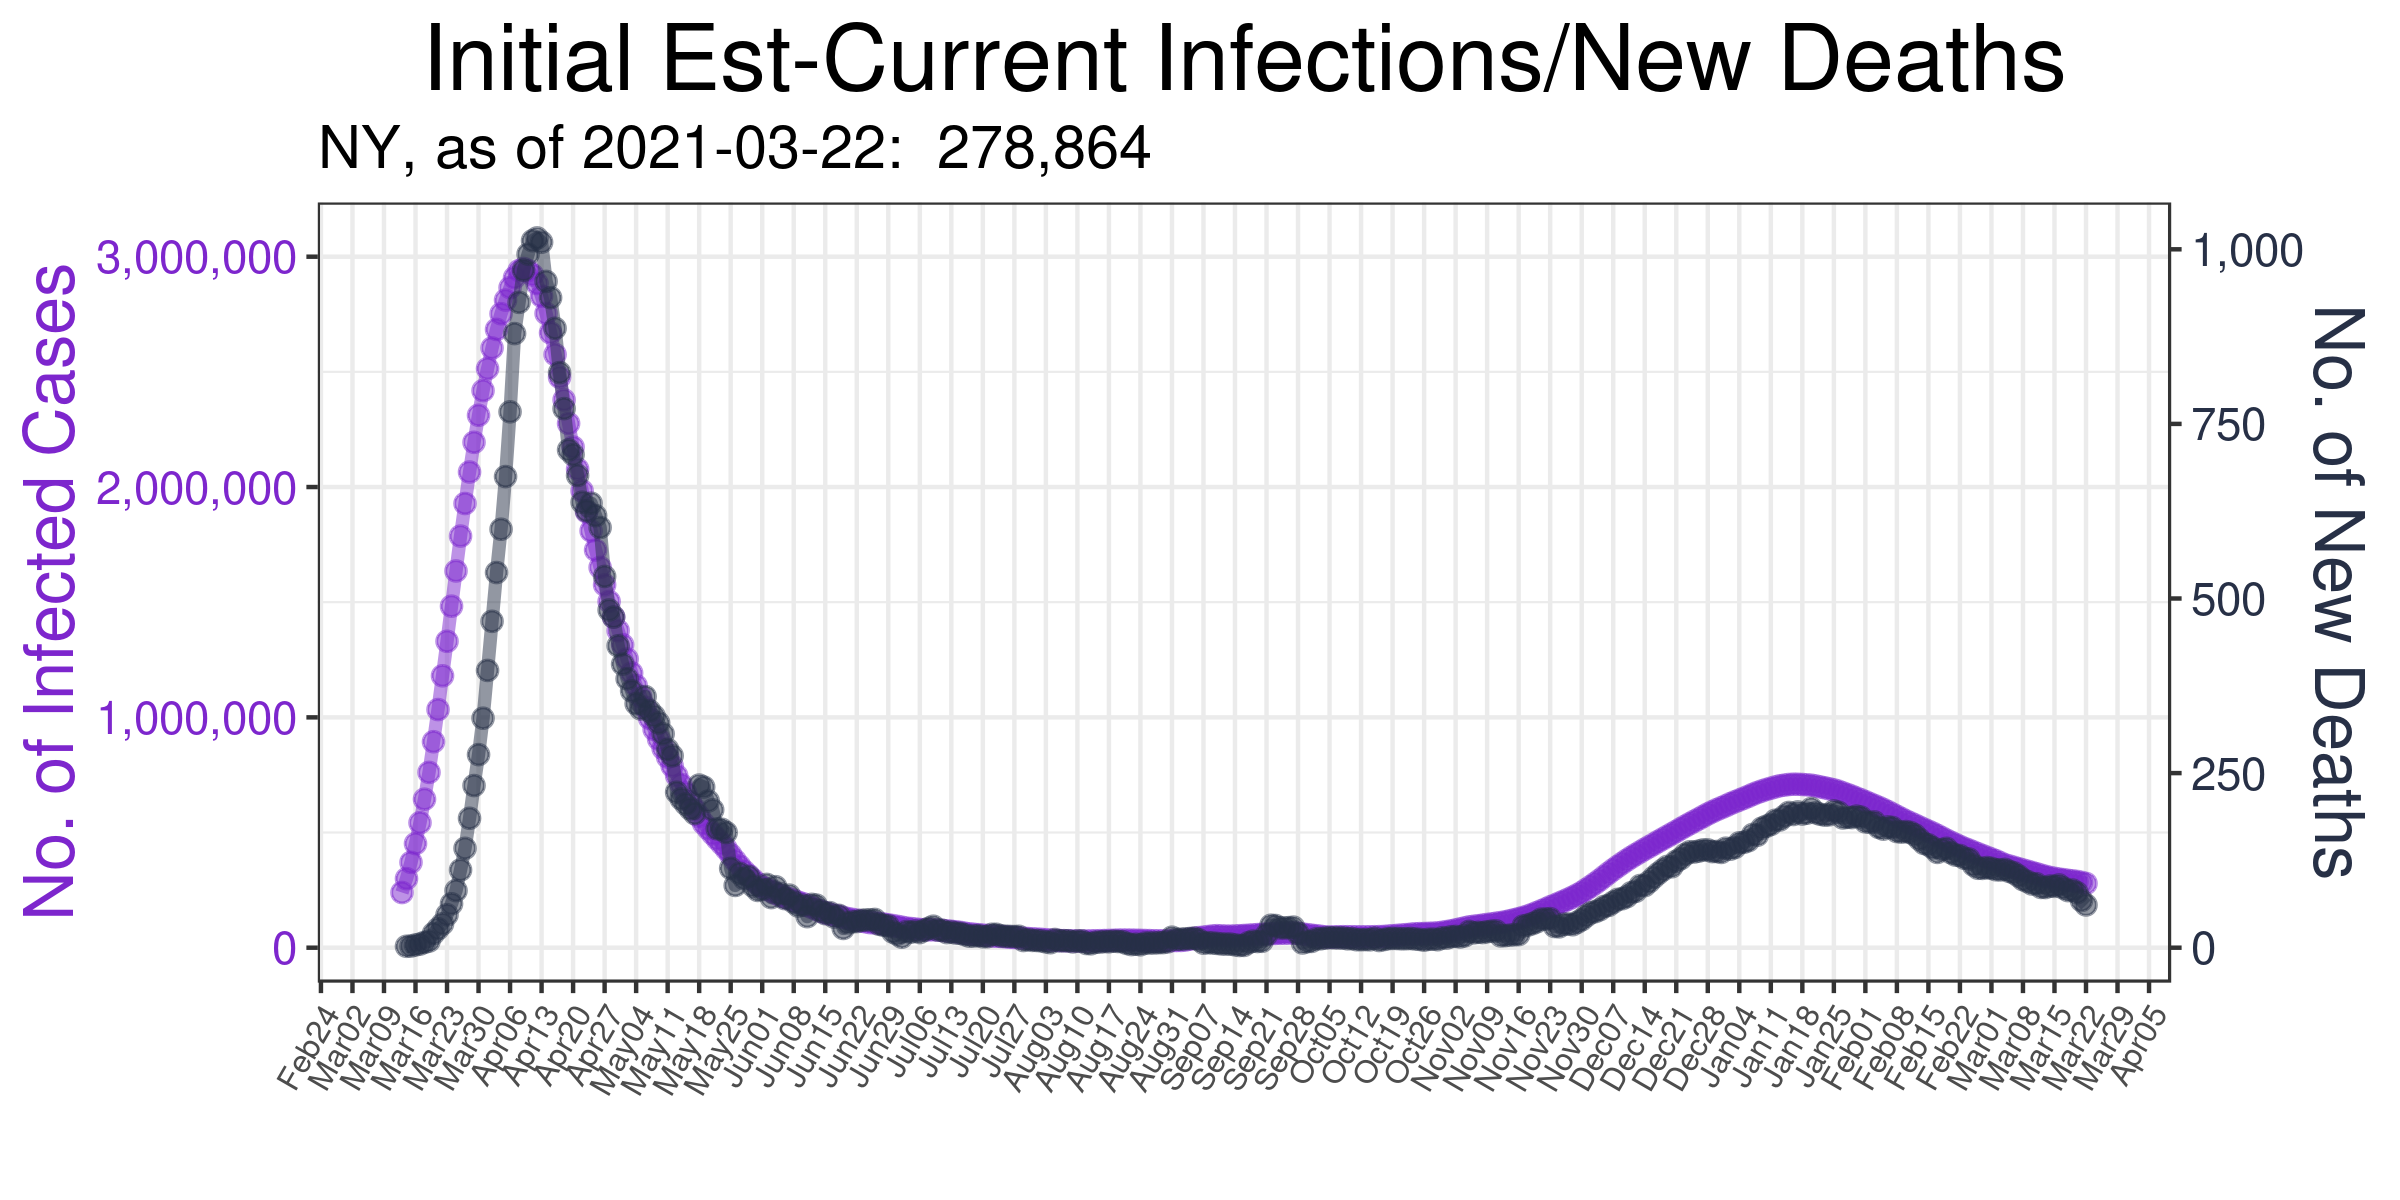 Initial Est-Current Infections/New Deaths
NY, as of 2021-03-22:  278,864
No. of Infected Cases
3,000,000
2,000,000
1,000,000
0
1,000
750
500
250
0
No. of New Deaths
Feb24
Mar02
Mar09
Mar16
Mar23
Mar30
Apr06
Apr13
Apr20
Apr27
May04
May11
May18
May25
Jun01
Jun08
Jun15
Jun22
Jun29
Jul06
Jul13
Jul20
Jul27
Aug03
Aug10
Aug17
Aug24
Aug31
Sep07
Sep14
Sep21
Sep28
Oct05
Oct12
Oct19
Oct26
Nov02
Nov09
Nov16
Nov23
Nov30
Dec07
Dec14
Dec21
Dec28
Jan04
Jan11
Jan18
Jan25
Feb01
Feb08
Feb15
Feb22
Mar01
Mar08
Mar15
Mar22
Mar29
Apr05